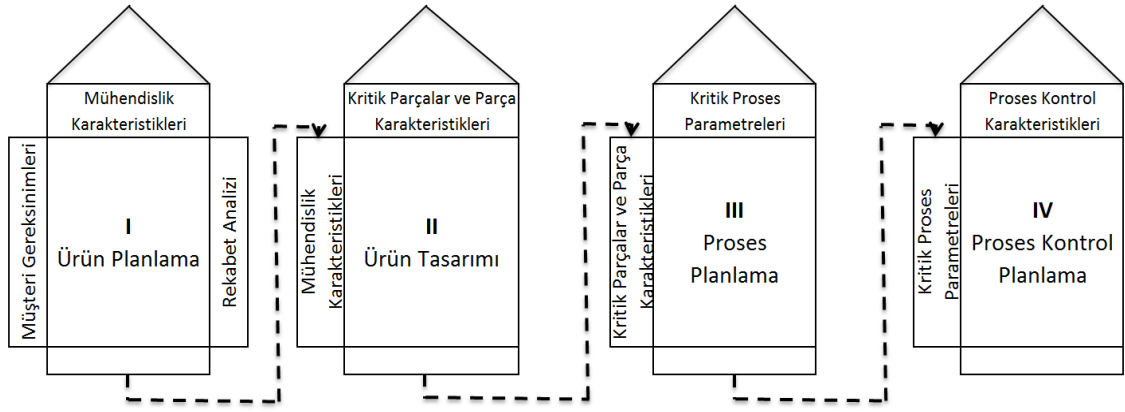 Mühendislik
Karakteristikleri
Müşteri Gereksinimleri
I
Ürün Planlama
Rekabet Analizi
Kritik Parçalar ve Parça
Karakteristikleri
Mühendislik
Karakteristikleri
II
Ürün Tasarımı
Kritik Proses
Parametreleri
Kritik Parçalar ve Parça
Karakteristikleri
III
Proses
Planlama
Proses Kontrol
Karakteristikleri
Kritik Proses
Parametreleri
IV
Proses Kontrol
Planlama